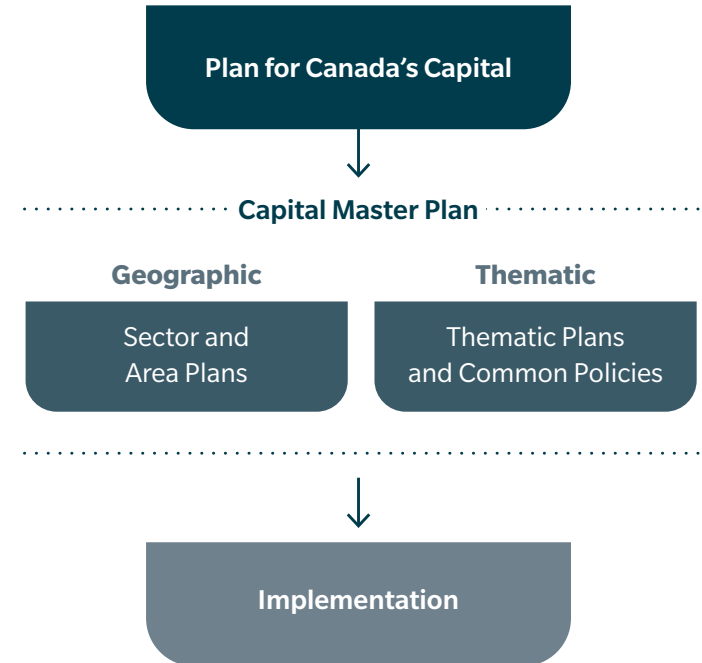 Plan for Canada’s Capital
Capital Master Plan
Geographic
Thematic
Sector and
Area Plans
Thematic Plans
and Common Policies
Implementation